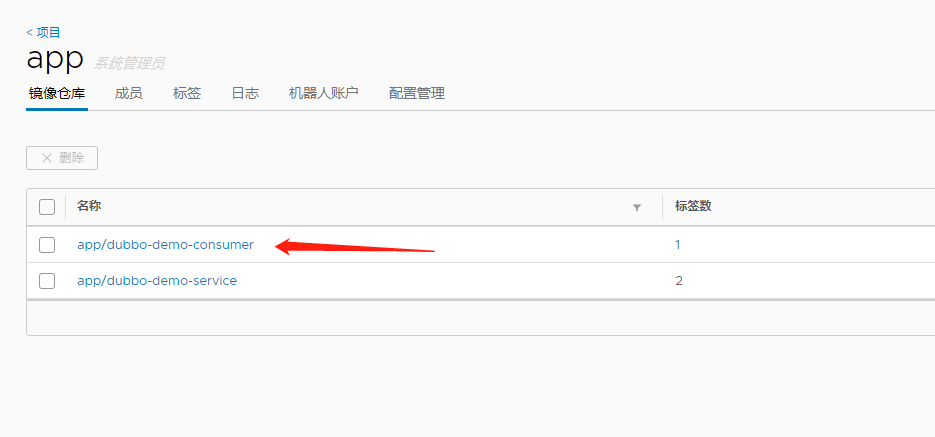 < 项目
app 系统管理员
镜像仓库 成员 标签 日志 机器人账户 配置管理
× 删除
名称 标签数
app/dubbo-demo-consumer 1
app/dubbo-demo-service 2